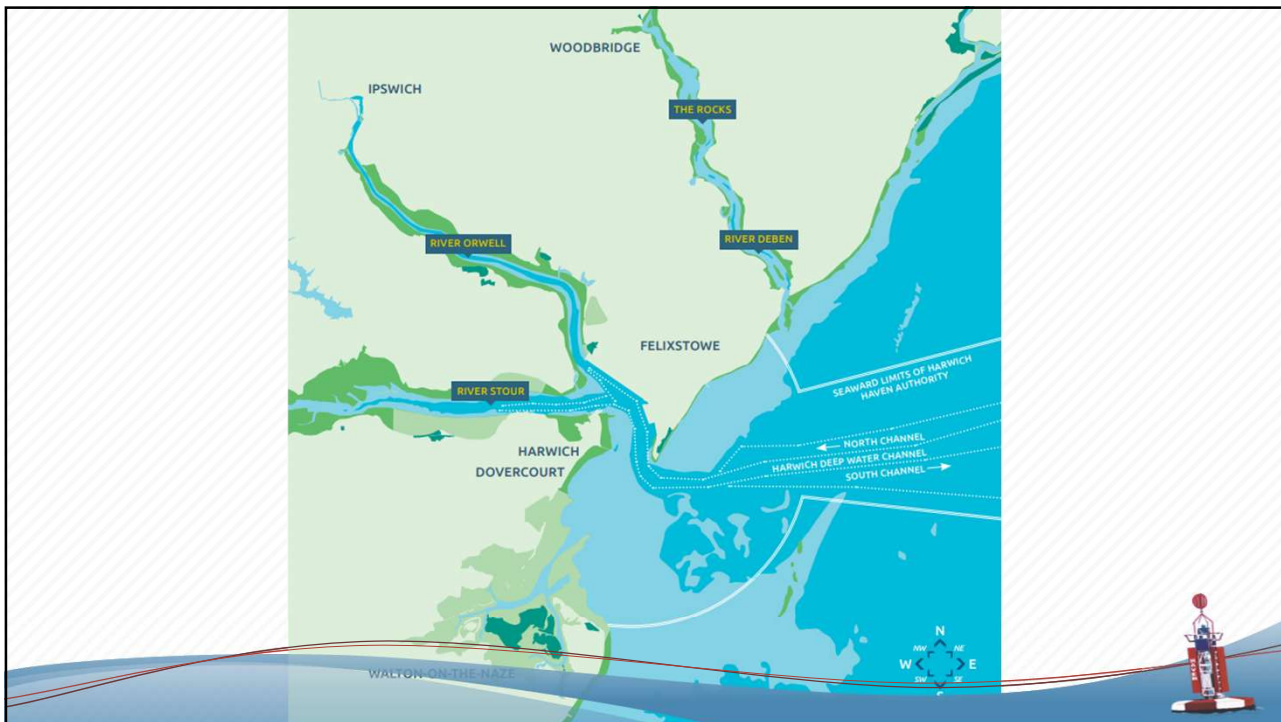 WOODBRIDGE
IPSWICH
THE ROCKS
RIVER ORWELL
RIVER DEBEN
FELIXSTOWE
SEAWARD LIMITS OF HARWICH
HAVEN AUTHORITY
RIVER STOUR
NORTH CHANNEL
HARWICH DEEP WATER CHANNEL
SOUTH CHANNEL
HARWICH
DOVERCOURT
WALTON-ON-THE-NAZE
N
NW
NE
W
E
SW
SE
S